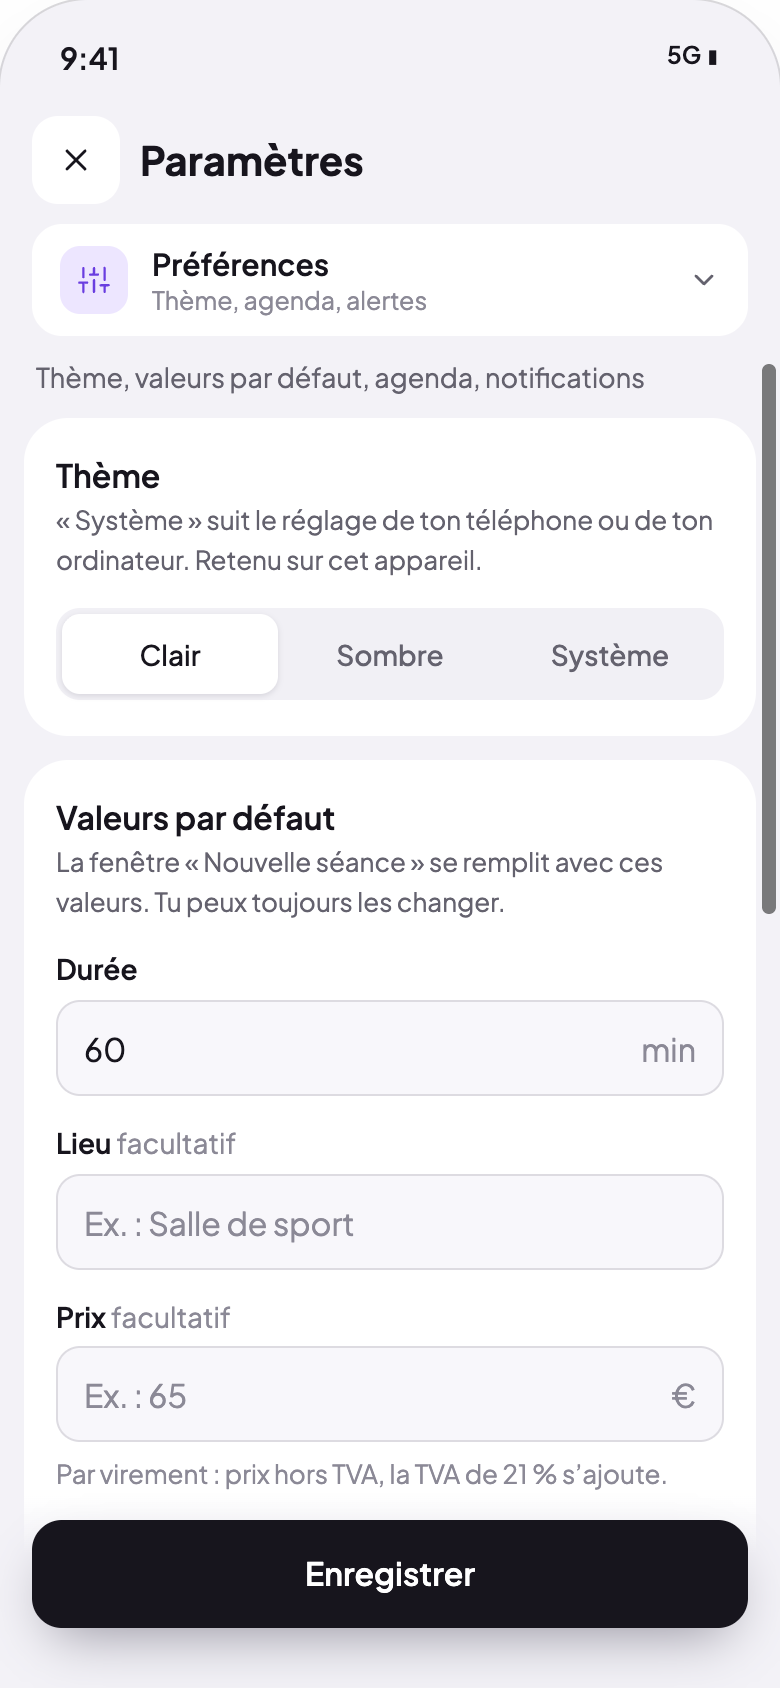 9:41
5G
Paramètres
Préférences
Thème, agenda, alertes
Thème, valeurs par défaut, agenda, notifications
Thème
« Système » suit le réglage de ton téléphone ou de ton
ordinateur. Retenu sur cet appareil.
Clair
Sombre
Système
Valeurs par défaut
La fenêtre « Nouvelle séance » se remplit avec ces
valeurs. Tu peux toujours les changer.
Durée
60
min
Lieu facultatif
Ex. : Salle de sport
Prix facultatif
Ex. : 65
€
Par virement : prix hors TVA, la TVA de 21 % s’ajoute.
Enregistrer